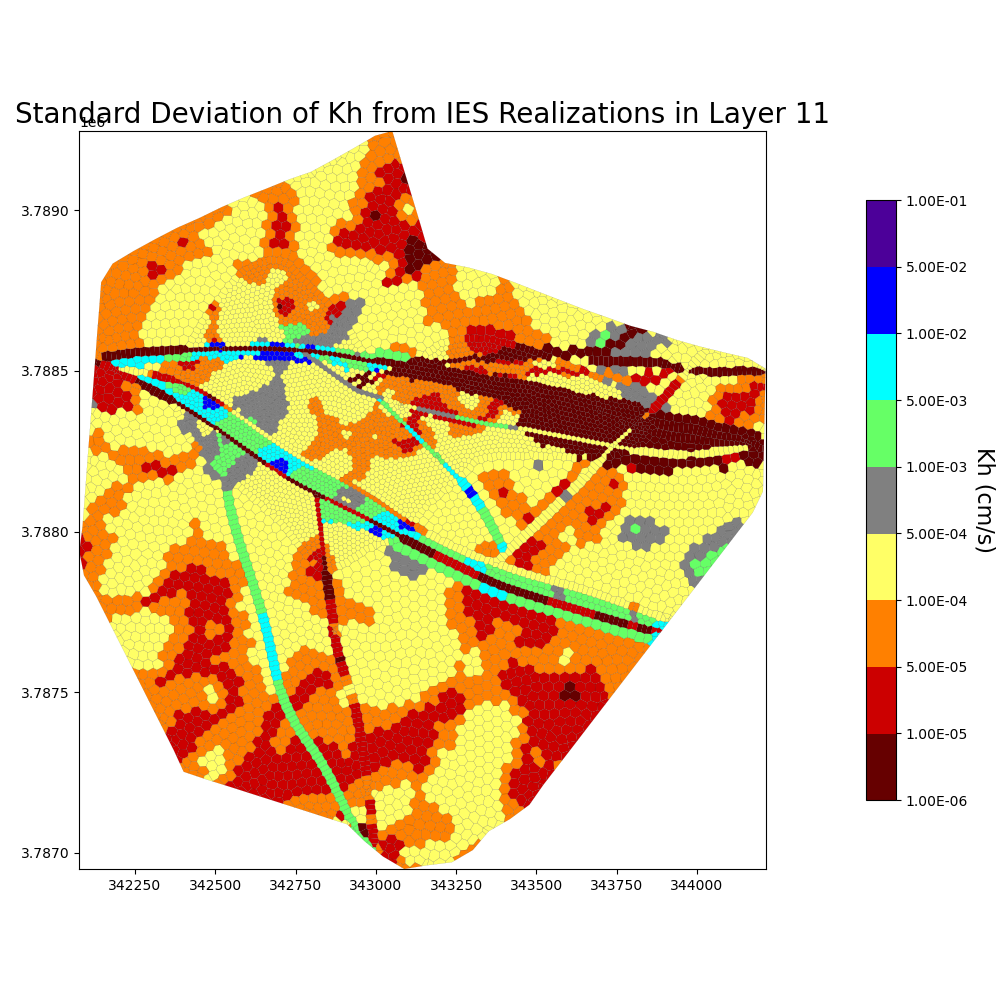 Standard Deviation of Kh from IES Realizations in Layer 11
1e6
3.7890
3.7885
3.7880
3.7875
3.7870
342250 342500 342750 343000 343250 343500 343750 344000
1.00E-01
5.00E-02
1.00E-02
5.00E-03
1.00E-03
5.00E-04
1.00E-04
5.00E-05
1.00E-05
1.00E-06
Kh (cm/s)